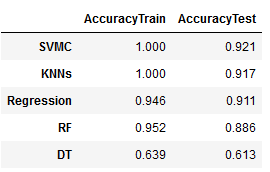 AccuracyTrain AccuracyTest
SVMC 1.000 0.921
KNNs 1.000 0.917
Regression 0.946 0.911
RF 0.952 0.886
DT 0.639 0.613